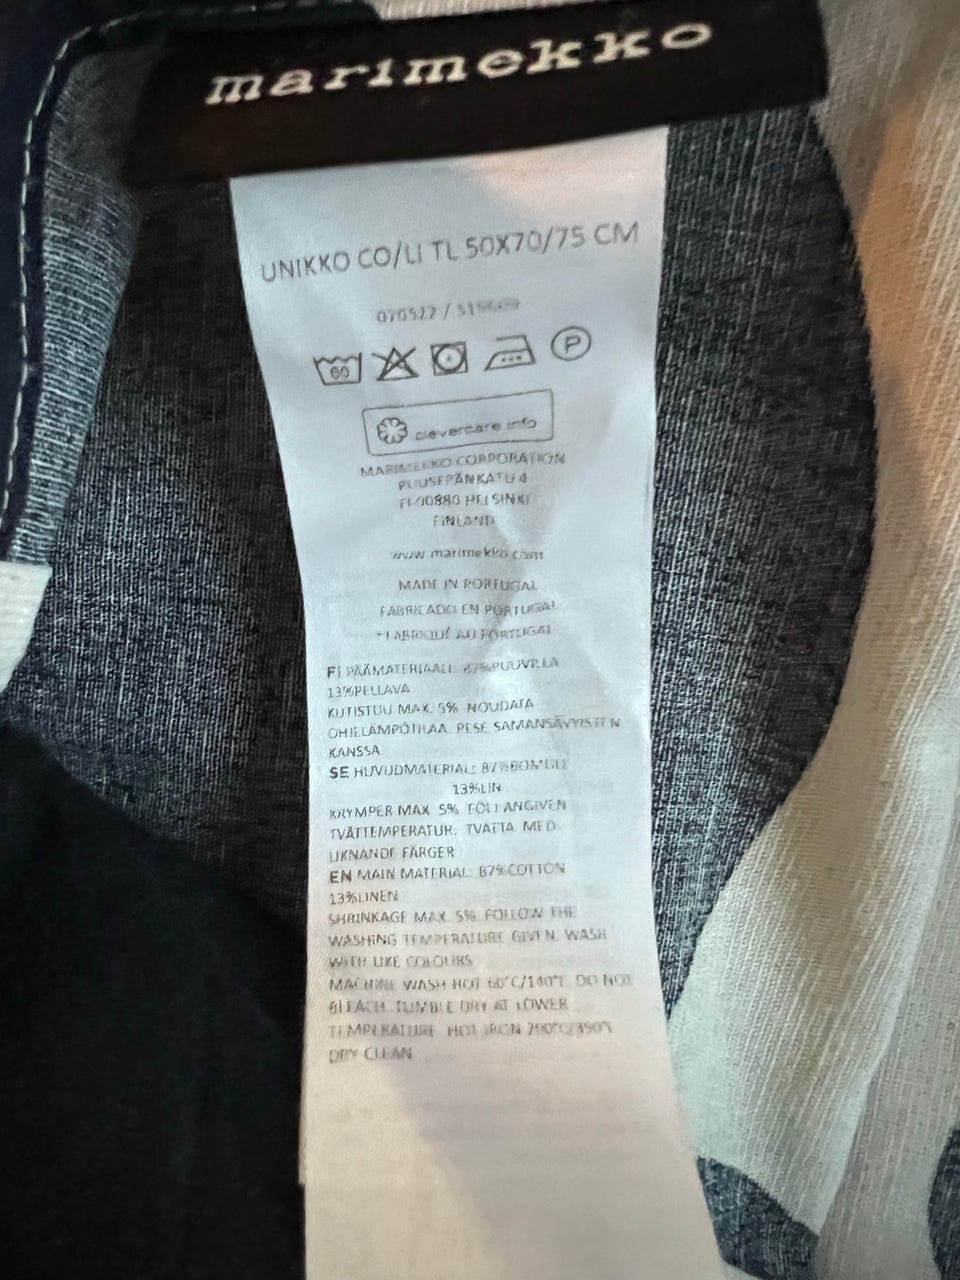 marimekko
UNIKKO CO/LI TL 50X70/75 CM
60
P
clevercare.info
MARIMEKKO CORPORATION
PUUSEPÄNKATU 4
FI-00880 HELSINKI
FINLAND
www.marimekko.com
MADE IN PORTUGAL
FABRICADO EN PORTUGAL
FABRIQUÉ AU PORTUGAL
FI PÄÄMATERIAALI: 87%PUUVILLA
13%PELLAVA
KUTISTUU MAX. 5% NOUDATA
OHJELÄMPÖTILAA. PESE SAMANSÄVYISTEN
KANSSA
SE HUVUDMATERIAL: 87%BOMULL
13%LIN
KRYMPER MAX. 5% FÖLJ ANGIVEN
TVÄTTEMPERATUR. TVÄTTA MED
LIKNANDE FÄRGER
EN MAIN MATERIAL: 87%COTTON
13%LINEN
SHRINKAGE MAX. 5% FOLLOW THE
WASHING TEMPERATURE GIVEN. WASH
WITH LIKE COLOURS
MACHINE WASH HOT 60°C/140°F. DO NOT
BLEACH. TUMBLE DRY AT LOWER
TEMPERATURE. HOT IRON 200°C/390°F
DRY CLEAN